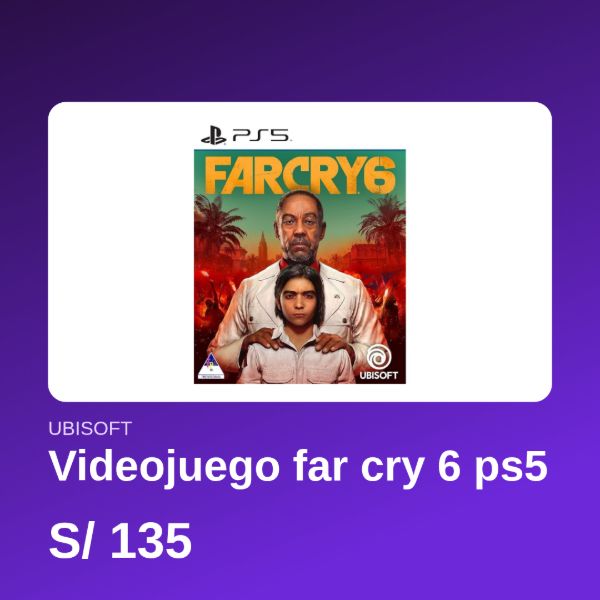 PS5
FARCRY6
UBISOFT
UBISOFT
Videojuego far cry 6 ps5
S/ 135